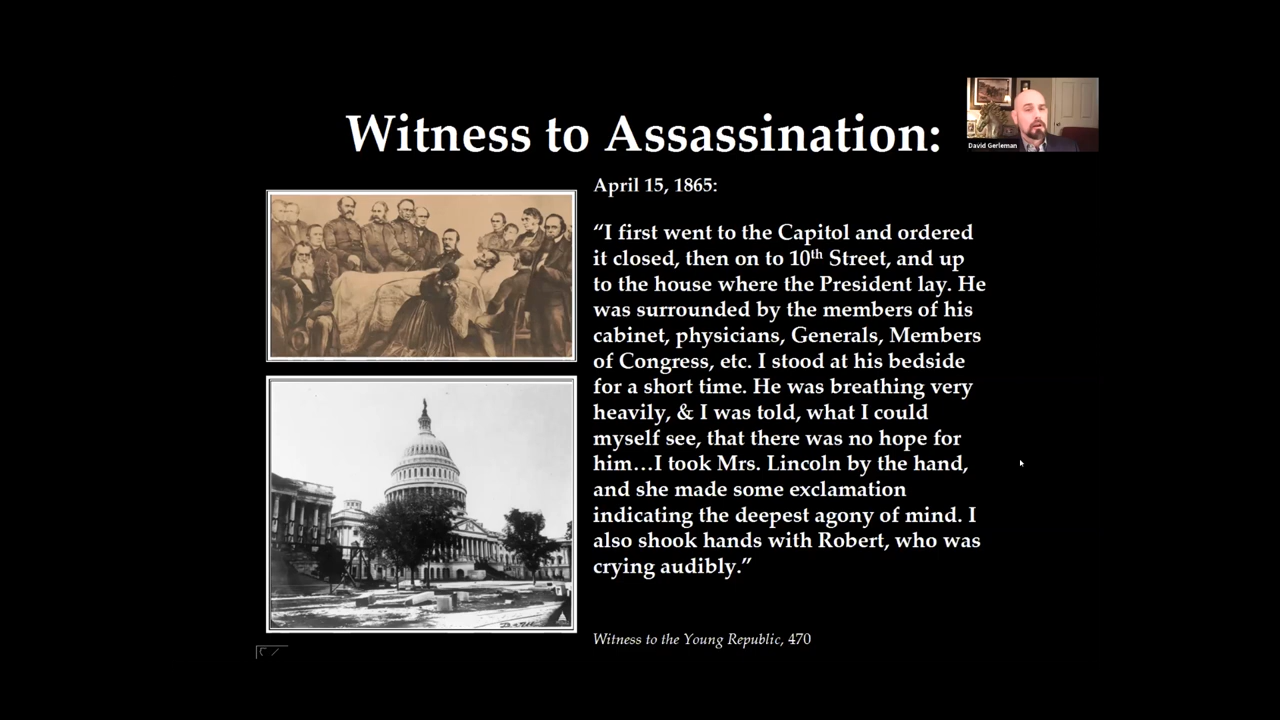 Witness to Assassination:
David Gerleman
April 15, 1865:
“I first went to the Capitol and ordered
it closed, then on to 10th Street, and up
to the house where the President lay. He
was surrounded by the members of his
cabinet, physicians, Generals, Members
of Congress, etc. I stood at his bedside
for a short time. He was breathing very
heavily, & I was told, what I could
myself see, that there was no hope for
him…I took Mrs. Lincoln by the hand,
and she made some exclamation
indicating the deepest agony of mind. I
also shook hands with Robert, who was
crying audibly.”
Witness to the Young Republic, 470